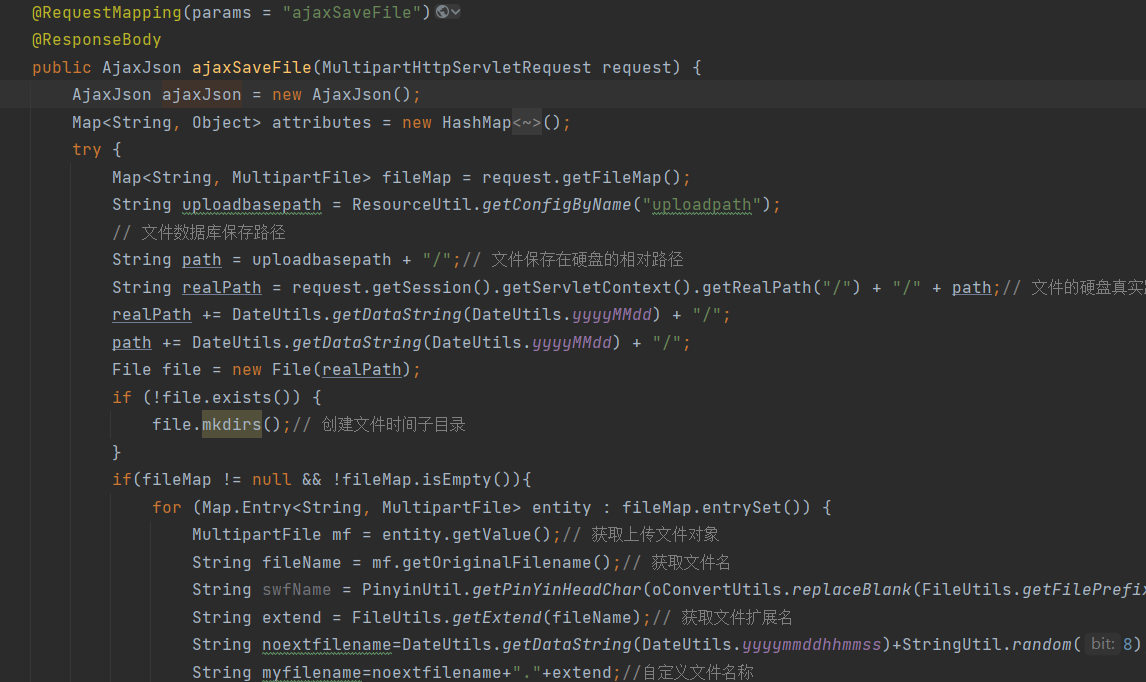 @RequestMapping(params = "ajaxSaveFile")
@ResponseBody
public AjaxJson ajaxSaveFile(MultipartHttpServletRequest request) {
AjaxJson ajaxJson = new AjaxJson();
Map<String, Object> attributes = new HashMap<~>();
try {
Map<String, MultipartFile> fileMap = request.getFileMap();
String uploadbasepath = ResourceUtil.getConfigByName("uploadpath");
// 文件数据库保存路径
String path = uploadbasepath + "/";// 文件保存在硬盘的相对路径
String realPath = request.getSession().getServletContext().getRealPath("/") + "/" + path;// 文件的硬盘真实
realPath += DateUtils.getDataString(DateUtils.yyyyMMdd) + "/";
path += DateUtils.getDataString(DateUtils.yyyyMMdd) + "/";
File file = new File(realPath);
if (!file.exists()) {
file.mkdirs();// 创建文件时间子目录
}
if(fileMap != null && !fileMap.isEmpty()){
for (Map.Entry<String, MultipartFile> entity : fileMap.entrySet()) {
MultipartFile mf = entity.getValue();// 获取上传文件对象
String fileName = mf.getOriginalFilename();// 获取文件名
String swfName = PinyinUtil.getPinYinHeadChar(oConvertUtils.replaceBlank(FileUtils.getFilePrefix
String extend = FileUtils.getExtend(fileName);// 获取文件扩展名
String noextfilename=DateUtils.getDataString(DateUtils.yyyymmddhhmmss)+StringUtil.random( bit: 8)
String myfilename=noextfilename+"."+extend;//自定义文件名称